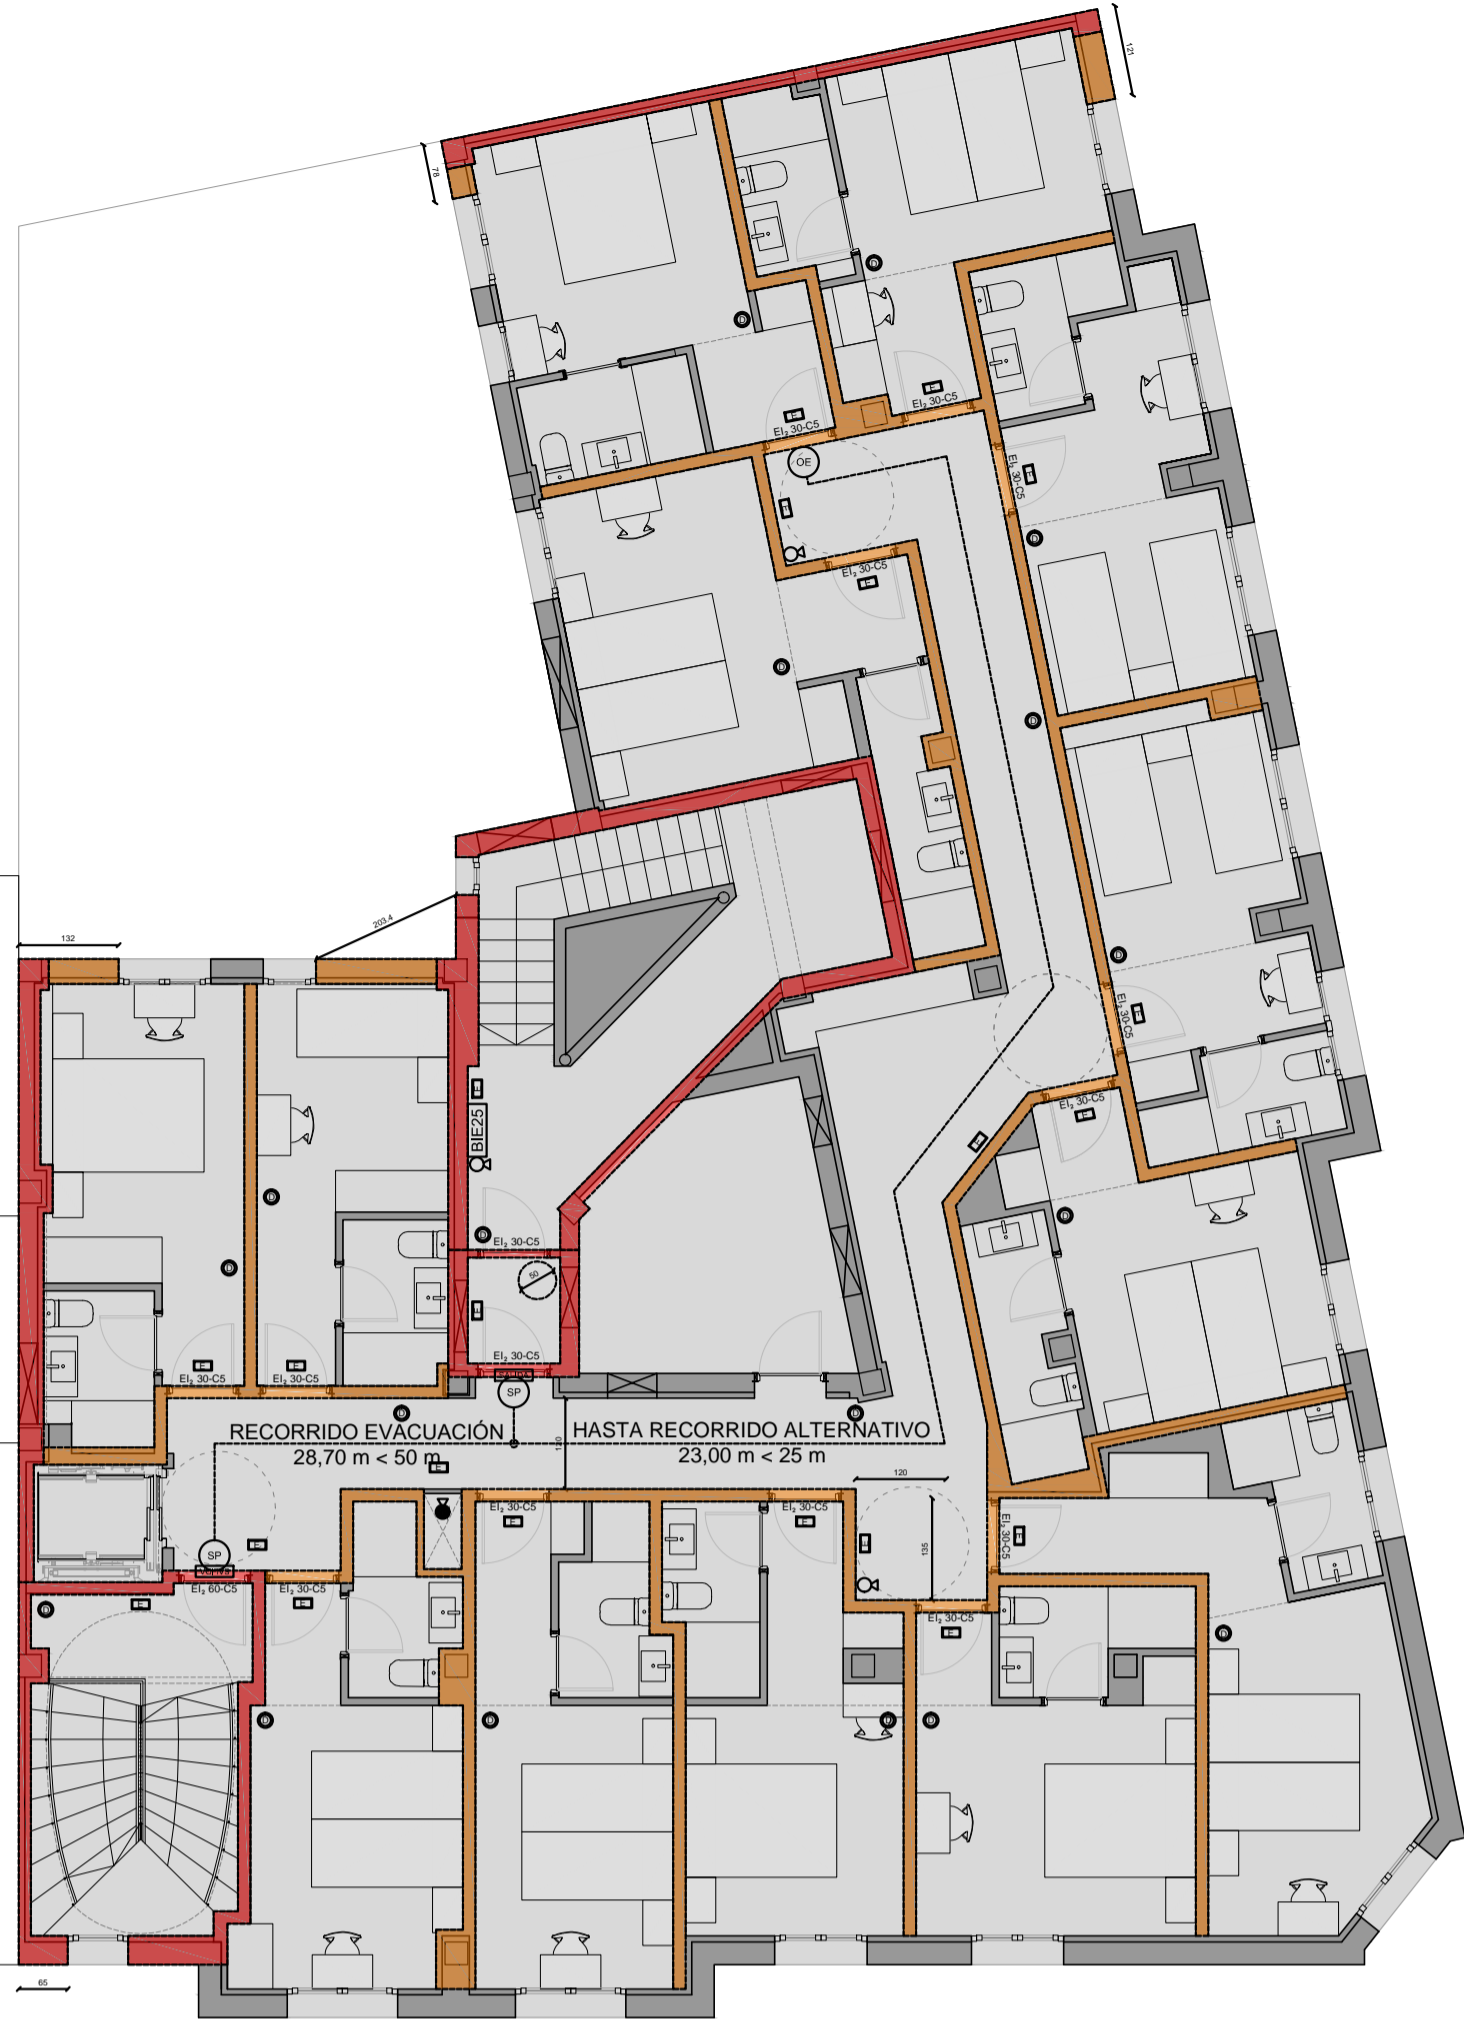 121
78
EI₂ 30-C5
EI₂ 30-C5
OE
EI₂ 30-C5
EI₂ 30-C5
203.4
132
EI₂ 30-C5
EI₂ 30-C5
BIE25
EI₂ 30-C5
50
EI₂ 30-C5
EI₂ 30-C5
EI₂ 30-C5
SALIDA
SP
RECORRIDO EVACUACIÓN
28,70 m < 50 m
120
HASTA RECORRIDO ALTERNATIVO
23,00 m < 25 m
120
135
EI₂ 30-C5
EI₂ 30-C5
EI₂ 30-C5
SP
EI₂ 60-C5
EI₂ 30-C5
EI₂ 30-C5
65